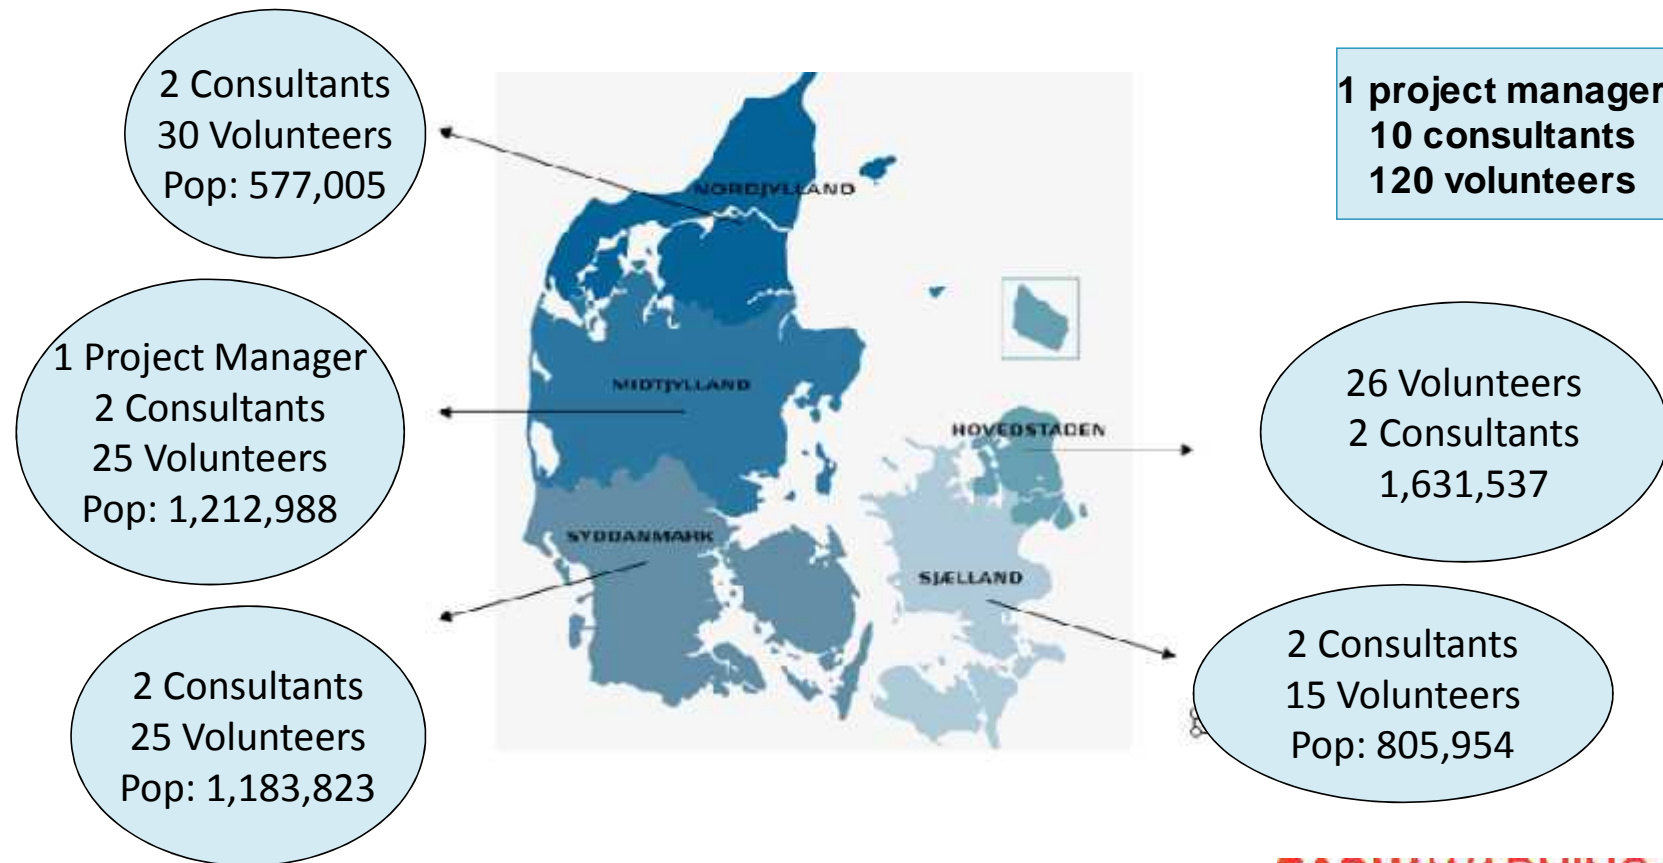 2 Consultants
30 Volunteers
Pop: 577,005
1 project manager
10 consultants
120 volunteers
NORDJYLLAND
1 Project Manager
2 Consultants
25 Volunteers
Pop: 1,212,988
MIDTJYLLAND
HOVEDSTADEN
26 Volunteers
2 Consultants
1,631,537
SYDDANMARK
SJÆLLAND
2 Consultants
25 Volunteers
Pop: 1,183,823
2 Consultants
15 Volunteers
Pop: 805,954